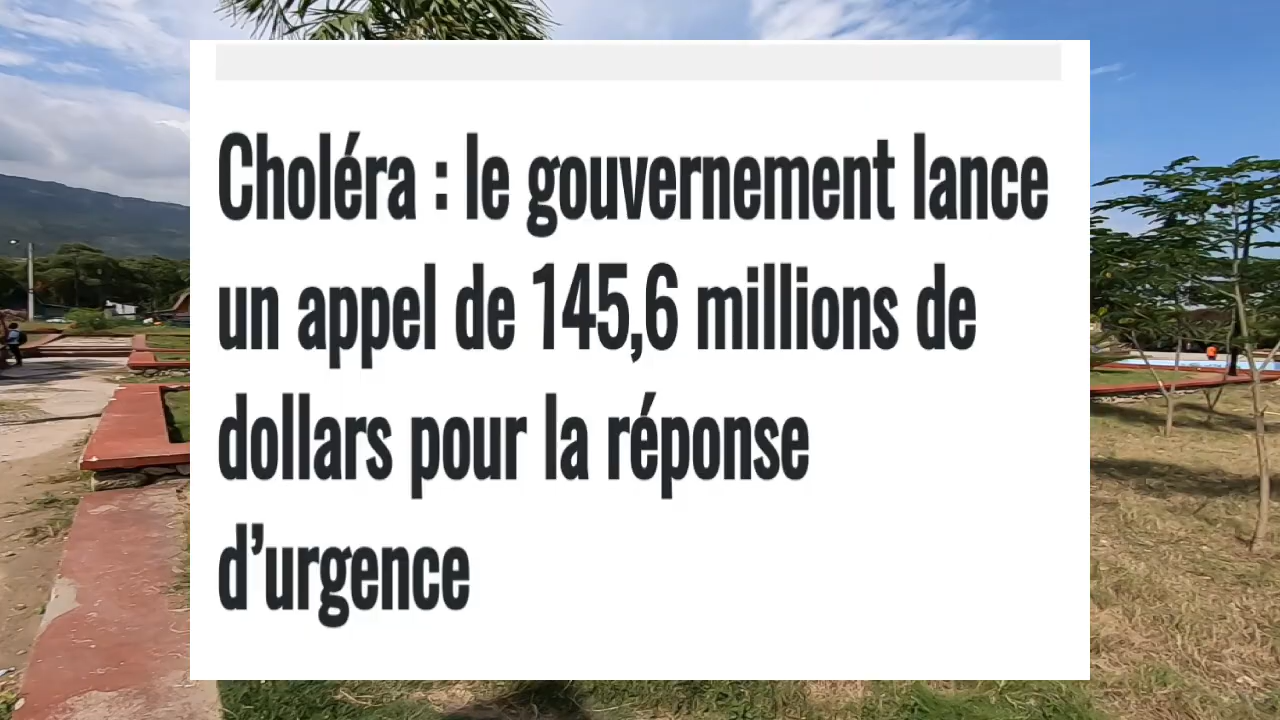 Choléra : le gouvernement lance
un appel de 145,6 millions de
dollars pour la réponse
d’urgence